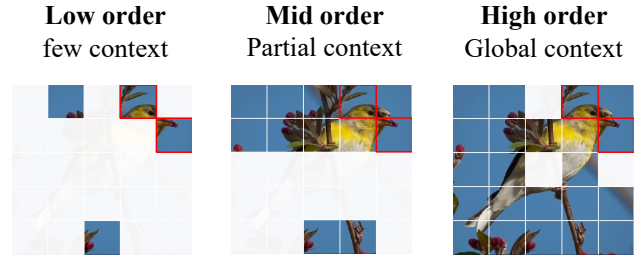 Low order
few context
Mid order
Partial context
High order
Global context